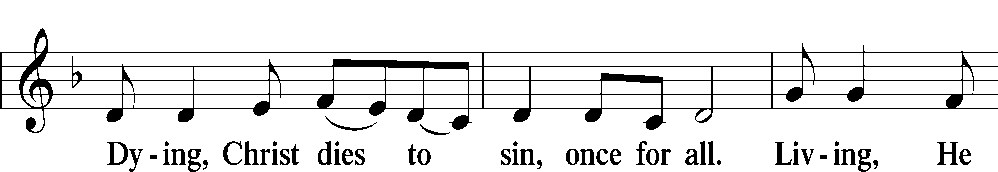 Dy-ing, Christ dies to sin, once for all. Liv-ing, He